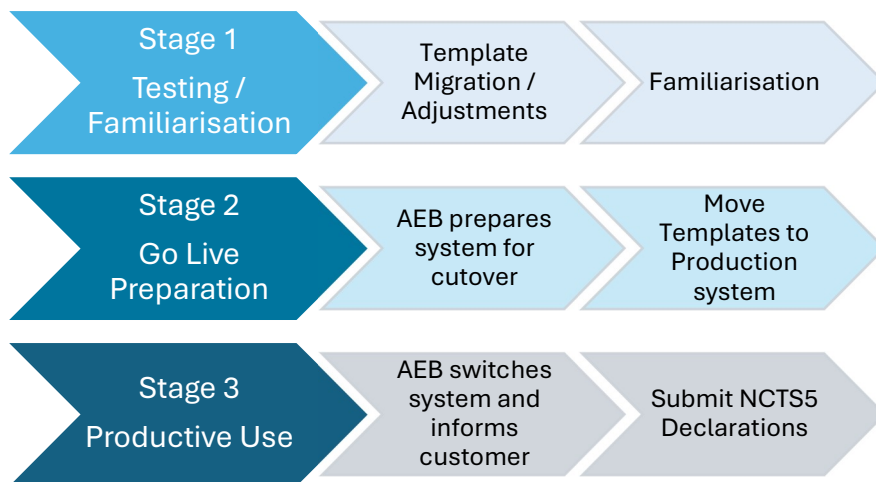 Stage 1
Testing /
Familiarisation
Template
Migration /
Adjustments
Familiarisation
Stage 2
Go Live
Preparation
AEB prepares
system for
cutover
Move
Templates to
Production
system
Stage 3
Productive Use
AEB switches
system and
informs
customer
Submit NCTS5
Declarations